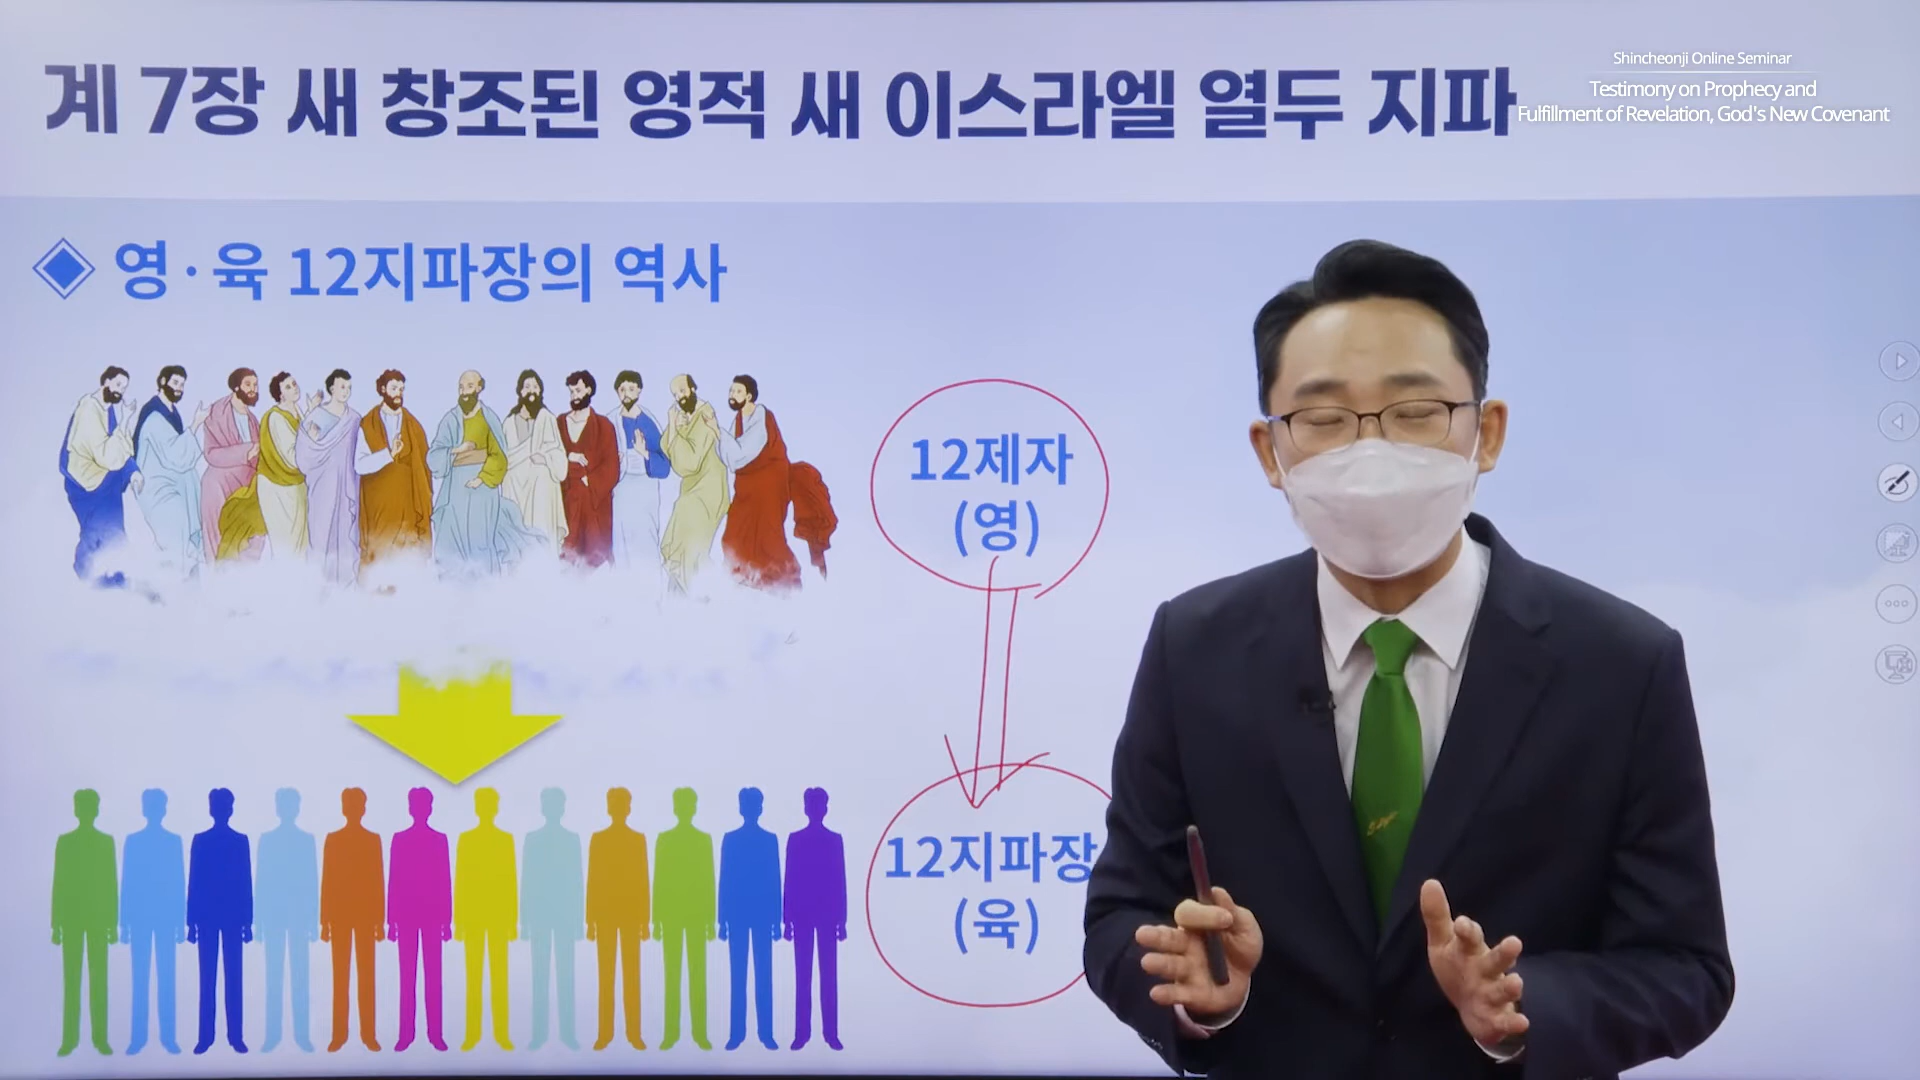 계 7장 새 창조된 영적 새 이스라엘 열두 지파
Shincheonji Online Seminar
Testimony on Prophecy and
Fulfillment of Revelation, God's New Covenant
영·육 12지파장의 역사
12제자
(영)
12지파장
(육)